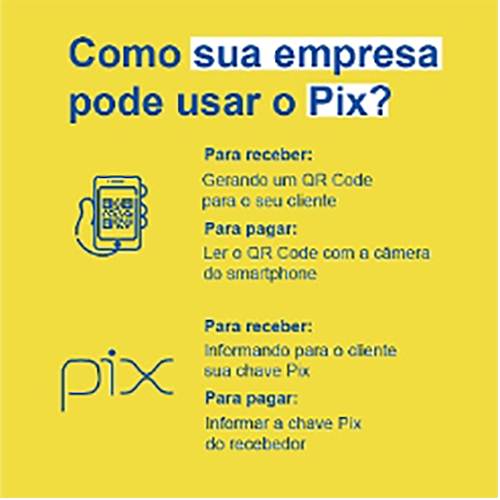 Como sua empresa
pode usar o Pix?
Para receber:
Gerando um QR Code
para o seu cliente
Para pagar:
Ler o QR Code com a câmera
do smartphone
pix
Para receber:
Informando para o cliente
sua chave Pix
Para pagar:
Informar a chave Pix
do recebedor